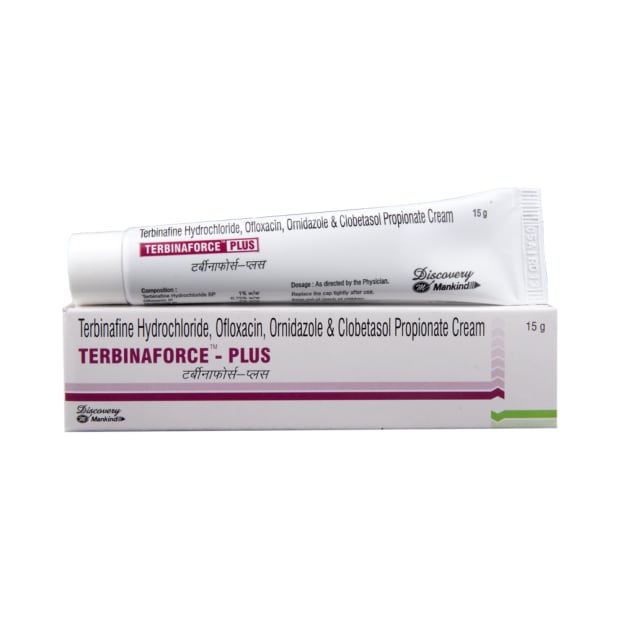 Terbinafine Hydrochloride, Ofloxacin, Ornidazole & Clobetasol Propionate Cream 15 g
TERBINAFORCE™ PLUS
टर्बीनाफोर्स-प्लस
Composition :
Terbinafine Hydrochloride BP 1% w/w
Dosage : As directed by the Physician.
Replace the cap tightly after use.
Discovery
Mankind
Terbinafine Hydrochloride, Ofloxacin, Ornidazole & Clobetasol Propionate Cream 15 g
TERBINAFORCE™ - PLUS
टर्बीनाफोर्स-प्लस
Discovery
Mankind